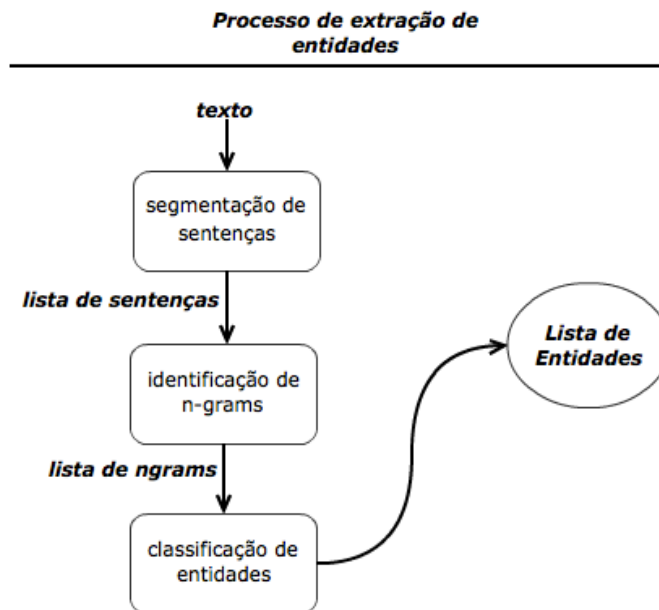 Processo de extração de
entidades
texto
segmentação de
sentenças
lista de sentenças
identificação de
n-grams
lista de ngrams
classificação de
entidades
Lista de
Entidades